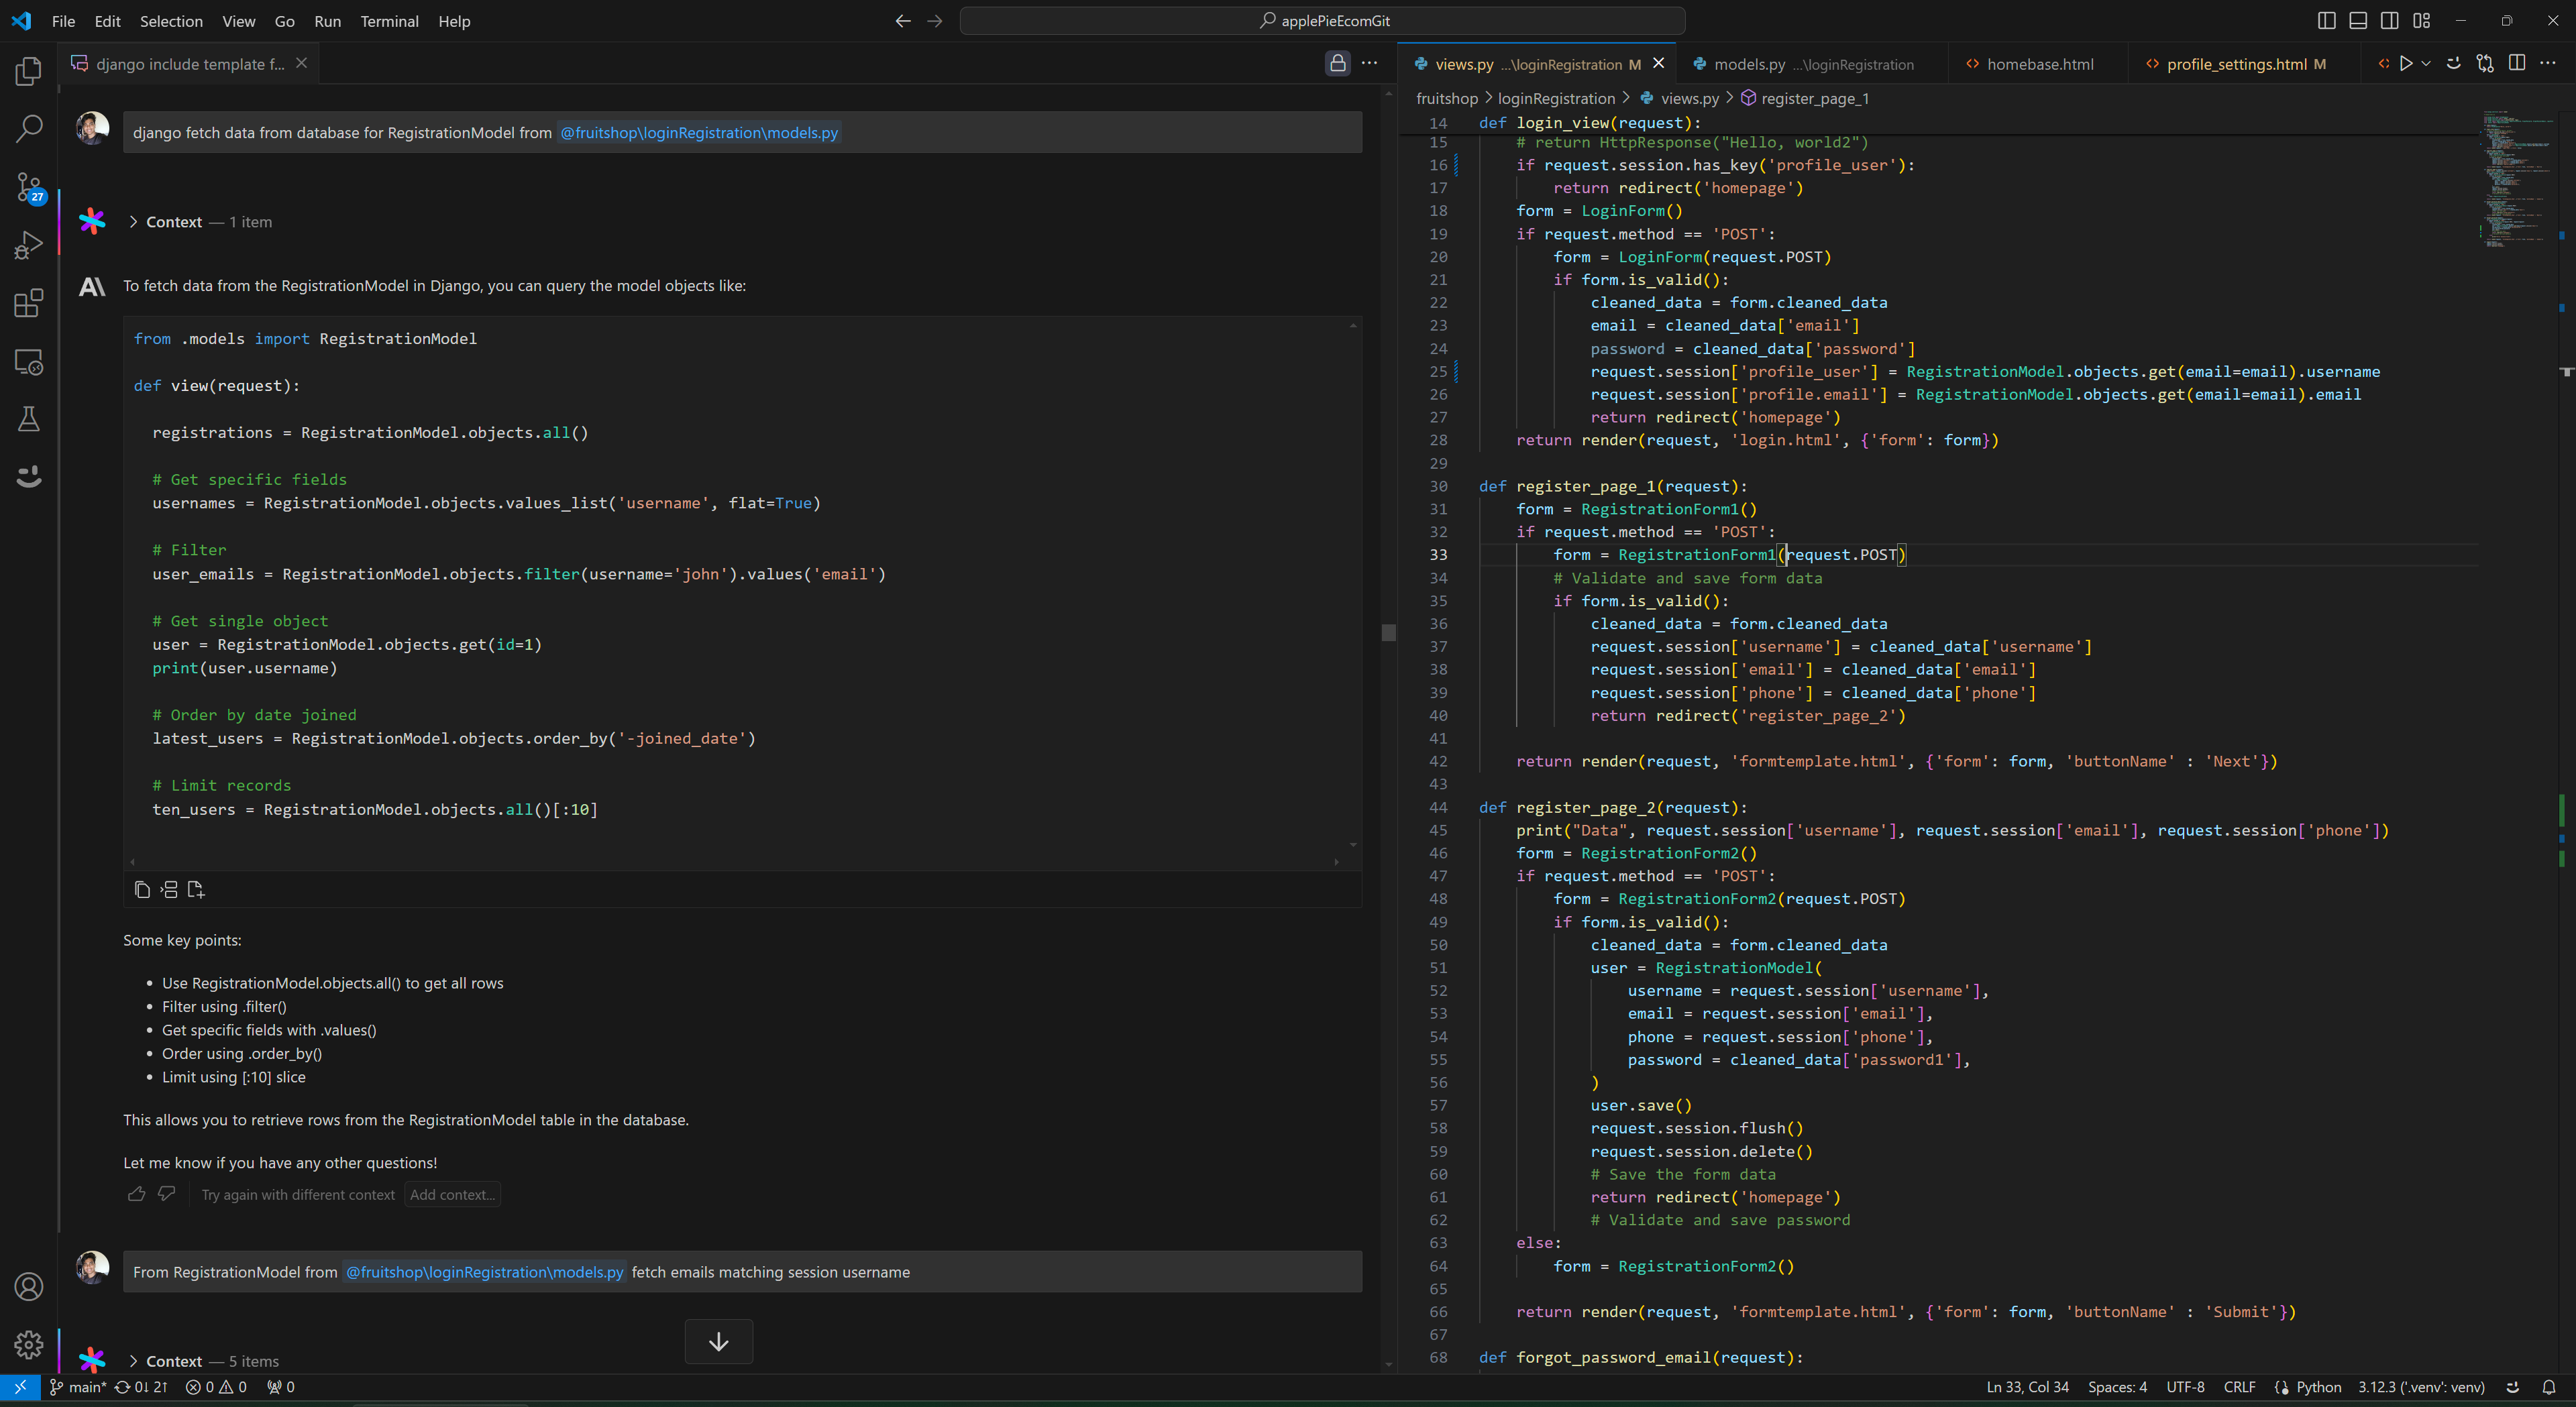 File Edit Selection View Go Run Terminal Help
applePieEcomGit
django include template f...
django fetch data from database for RegistrationModel from @fruitshop\loginRegistration\models.py
Context — 1 item
To fetch data from the RegistrationModel in Django, you can query the model objects like:
from .models import RegistrationModel
def view(request):
registrations = RegistrationModel.objects.all()
# Get specific fields
usernames = RegistrationModel.objects.values_list('username', flat=True)
# Filter
user_emails = RegistrationModel.objects.filter(username='john').values('email')
# Get single object
user = RegistrationModel.objects.get(id=1)
print(user.username)
# Order by date joined
latest_users = RegistrationModel.objects.order_by('-joined_date')
# Limit records
ten_users = RegistrationModel.objects.all()[:10]
Some key points:
• Use RegistrationModel.objects.all() to get all rows
• Filter using .filter()
• Get specific fields with .values()
• Order using .order_by()
• Limit using [:10] slice
This allows you to retrieve rows from the RegistrationModel table in the database.
Let me know if you have any other questions!
Try again with different context Add context...
From RegistrationModel from @fruitshop\loginRegistration\models.py fetch emails matching session username
Context — 5 items
27
views.py ...\loginRegistration M
models.py ...\loginRegistration
homebase.html
profile_settings.html M
fruitshop > loginRegistration > views.py > register_page_1
14 def login_view(request):
15 # return HttpResponse("Hello, world2")
16 if request.session.has_key('profile_user'):
17 return redirect('homepage')
18 form = LoginForm()
19 if request.method == 'POST':
20 form = LoginForm(request.POST)
21 if form.is_valid():
22 cleaned_data = form.cleaned_data
23 email = cleaned_data['email']
24 password = cleaned_data['password']
25 request.session['profile_user'] = RegistrationModel.objects.get(email=email).username
26 request.session['profile.email'] = RegistrationModel.objects.get(email=email).email
27 return redirect('homepage')
28 return render(request, 'login.html', {'form': form})
29
30 def register_page_1(request):
31 form = RegistrationForm1()
32 if request.method == 'POST':
33 form = RegistrationForm1(request.POST)
34 # Validate and save form data
35 if form.is_valid():
36 cleaned_data = form.cleaned_data
37 request.session['username'] = cleaned_data['username']
38 request.session['email'] = cleaned_data['email']
39 request.session['phone'] = cleaned_data['phone']
40 return redirect('register_page_2')
41
42 return render(request, 'formtemplate.html', {'form': form, 'buttonName' : 'Next'})
43
44 def register_page_2(request):
45 print("Data", request.session['username'], request.session['email'], request.session['phone'])
46 form = RegistrationForm2()
47 if request.method == 'POST':
48 form = RegistrationForm2(request.POST)
49 if form.is_valid():
50 cleaned_data = form.cleaned_data
51 user = RegistrationModel(
52 username = request.session['username'],
53 email = request.session['email'],
54 phone = request.session['phone'],
55 password = cleaned_data['password1'],
56 )
57 user.save()
58 request.session.flush()
59 request.session.delete()
60 # Save the form data
61 return redirect('homepage')
62 # Validate and save password
63 else:
64 form = RegistrationForm2()
65
66 return render(request, 'formtemplate.html', {'form': form, 'buttonName' : 'Submit'})
67
68 def forgot_password_email(request):
main* 0↓ 2↑ 0 0 0
Ln 33, Col 34 Spaces: 4 UTF-8 CRLF Python 3.12.3 ('.venv': venv)